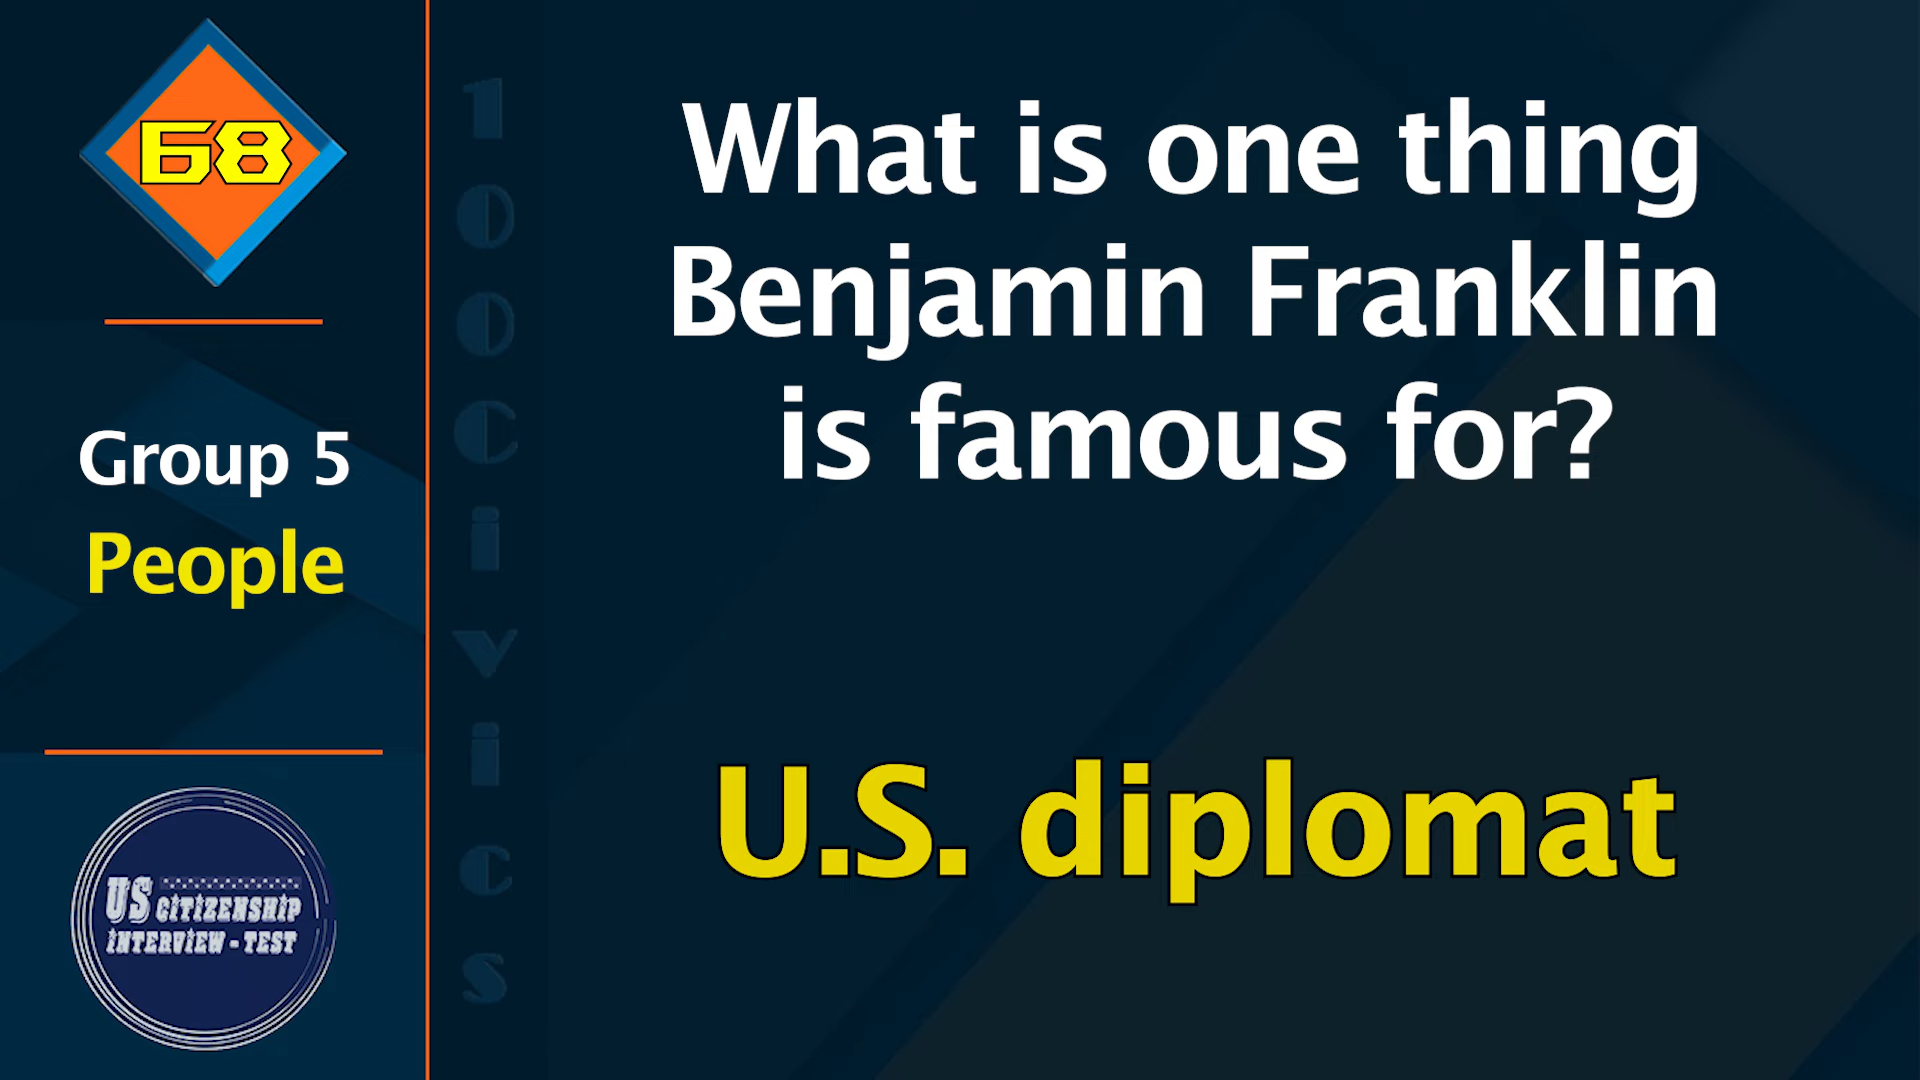 68
Group 5
People
US CITIZENSHIP
INTERVIEW - TEST
100 Civics
What is one thing
Benjamin Franklin
is famous for?
U.S. diplomat